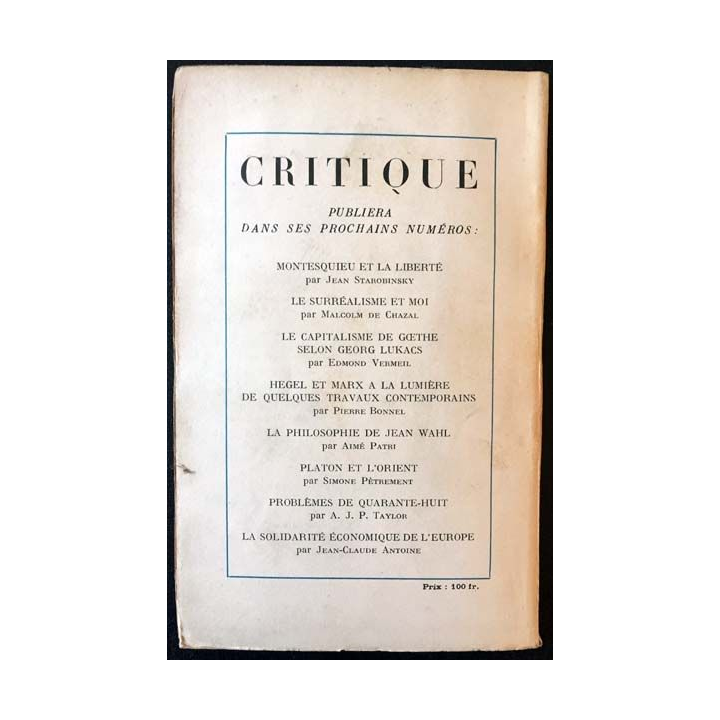 CRITIQUE
PUBLIERA
DANS SES PROCHAINS NUMÉROS :
MONTESQUIEU ET LA LIBERTÉ
par JEAN STAROBINSKY
LE SURRÉALISME ET MOI
par MALCOLM DE CHAZAL
LE CAPITALISME DE GŒTHE
SELON GEORG LUKACS
par EDMOND VERMEIL
HEGEL ET MARX A LA LUMIÈRE
DE QUELQUES TRAVAUX CONTEMPORAINS
par PIERRE BONNEL
LA PHILOSOPHIE DE JEAN WAHL
par AIMÉ PATRI
PLATON ET L'ORIENT
par SIMONE PÊTREMENT
PROBLÈMES DE QUARANTE-HUIT
par A. J. P. TAYLOR
LA SOLIDARITÉ ÉCONOMIQUE DE L'EUROPE
par JEAN-CLAUDE ANTOINE
Prix : 100 fr.